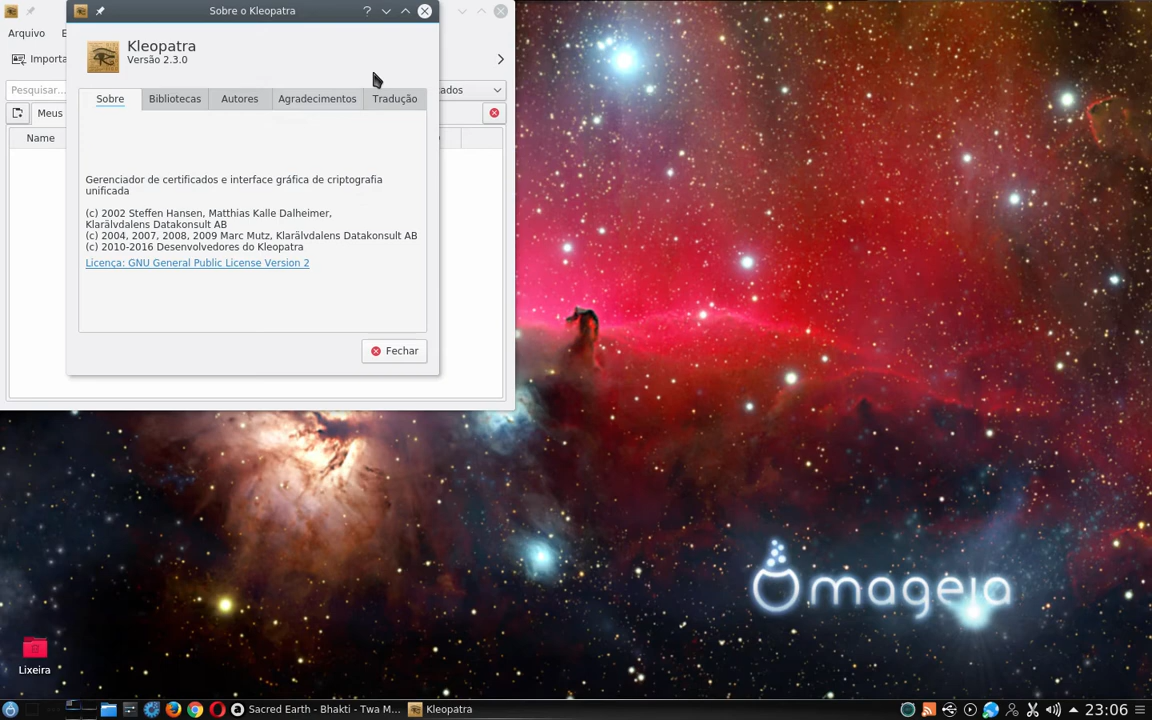 Sobre o Kleopatra
Arquivo
Kleopatra
Versão 2.3.0
Importa
Pesquisar...
ados
Sobre
Bibliotecas
Autores
Agradecimentos
Tradução
Meus
Name
Gerenciador de certificados e interface gráfica de criptografia
unificada
(c) 2002 Steffen Hansen, Matthias Kalle Dalheimer,
Klarälvdalens Datakonsult AB
(c) 2004, 2007, 2008, 2009 Marc Mutz, Klarälvdalens Datakonsult AB
(c) 2010-2016 Desenvolvedores do Kleopatra
Licença: GNU General Public License Version 2
Fechar
mageia
Lixeira
Sacred Earth - Bhakti - Twa M...
Kleopatra
23:06